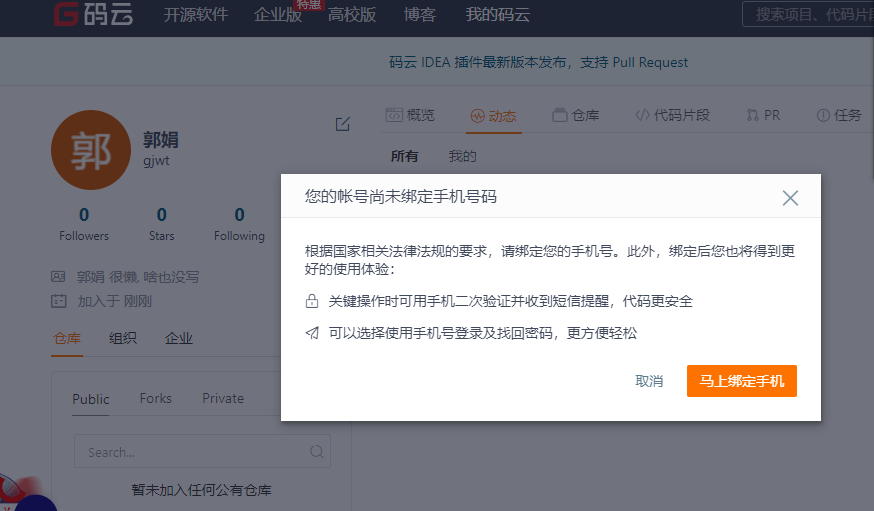 码云
开源软件
企业版
特惠
高校版
博客
我的码云
搜索项目、代码片
码云 IDEA 插件最新版本发布，支持 Pull Request
郭
郭娟
gjwt
0
Followers
0
Stars
0
Following
郭娟 很懒, 啥也没写
加入于 刚刚
仓库
组织
企业
Public
Forks
Private
Search...
暂未加入任何公有仓库
概览
动态
仓库
代码片段
PR
任务
所有
我的
您的帐号尚未绑定手机号码
根据国家相关法律法规的要求，请绑定您的手机号。此外，绑定后您也将得到更
好的使用体验：
关键操作时可用手机二次验证并收到短信提醒，代码更安全
可以选择使用手机号登录及找回密码，更方便轻松
取消
马上绑定手机